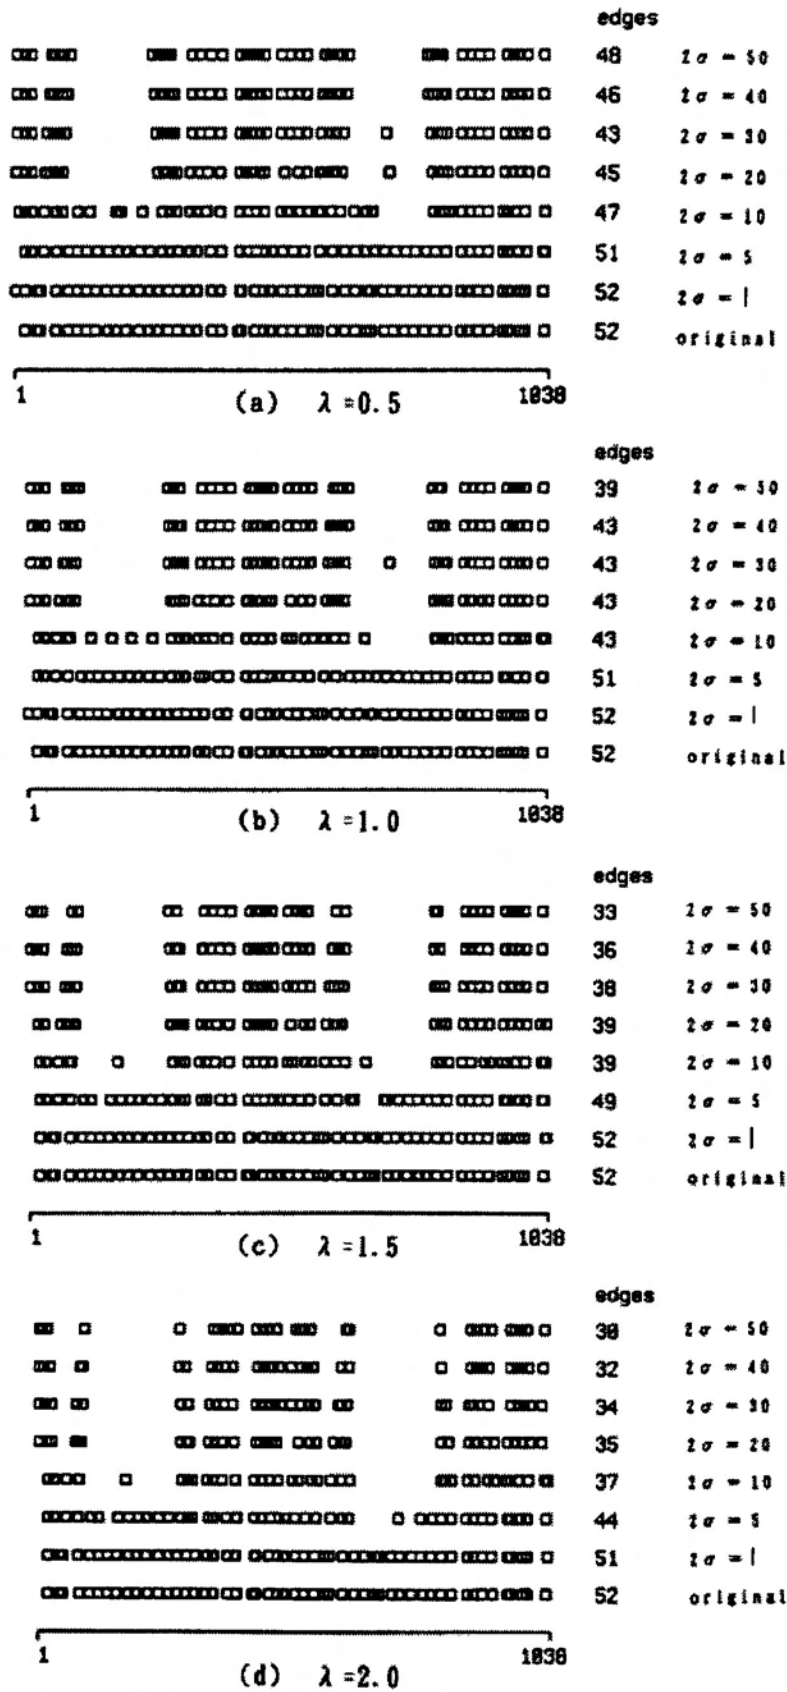 edges
48 2σ = 50
46 2σ = 40
43 2σ = 30
45 2σ = 20
47 2σ = 10
51 2σ = 5
52 2σ = 1
52 original
1 1038
(a) λ=0.5
edges
39 2σ = 50
43 2σ = 40
43 2σ = 30
43 2σ = 20
43 2σ = 10
51 2σ = 5
52 2σ = 1
52 original
1 1038
(b) λ=1.0
edges
33 2σ = 50
36 2σ = 40
38 2σ = 30
39 2σ = 20
39 2σ = 10
49 2σ = 5
52 2σ = 1
52 original
1 1038
(c) λ=1.5
edges
30 2σ = 50
32 2σ = 40
34 2σ = 30
35 2σ = 20
37 2σ = 10
44 2σ = 5
51 2σ = 1
52 original
1 1038
(d) λ=2.0